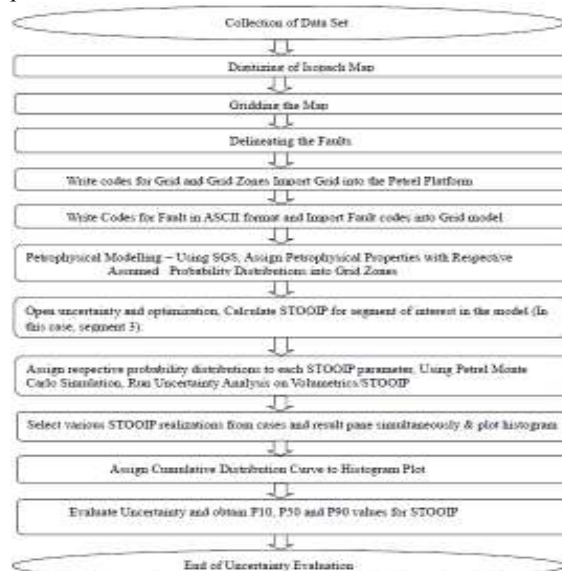 Collection of Data Set
Digitizing of Isopach Map
Gridding the Map
Delineating the Faults
Write codes for Grid and Grid Zones Import Grid into the Petrel Platform
Write Codes for Fault in ASCII format and Import Fault codes into Grid model
Petrophysical Modelling – Using SGS, Assign Petrophysical Properties with Respective
Assumed Probability Distributions into Grid Zones
Open uncertainty and optimization, Calculate STOOIP for segment of interest in the model (In
this case, segment 3)
Assign respective probability distributions to each STOOIP parameter, Using Petrel Monte
Carlo Simulation, Run Uncertainty Analysis on Volumetrics/STOOIP
Select various STOOIP realizations from cases and result pane simultaneously & plot histogram
Assign Cumulative Distribution Curve to Histogram Plot
Evaluate Uncertainty and obtain P10, P50 and P90 values for STOOIP
End of Uncertainty Evaluation